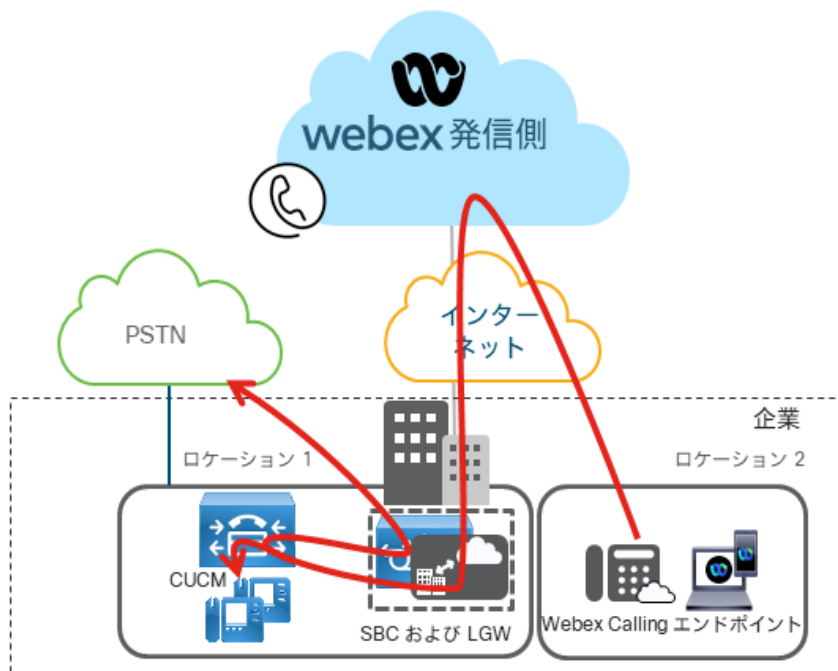 webex 発信側
PSTN
インター
ネット
企業
ロケーション 1
ロケーション 2
CUCM
SBC および LGW
Webex Calling エンドポイント